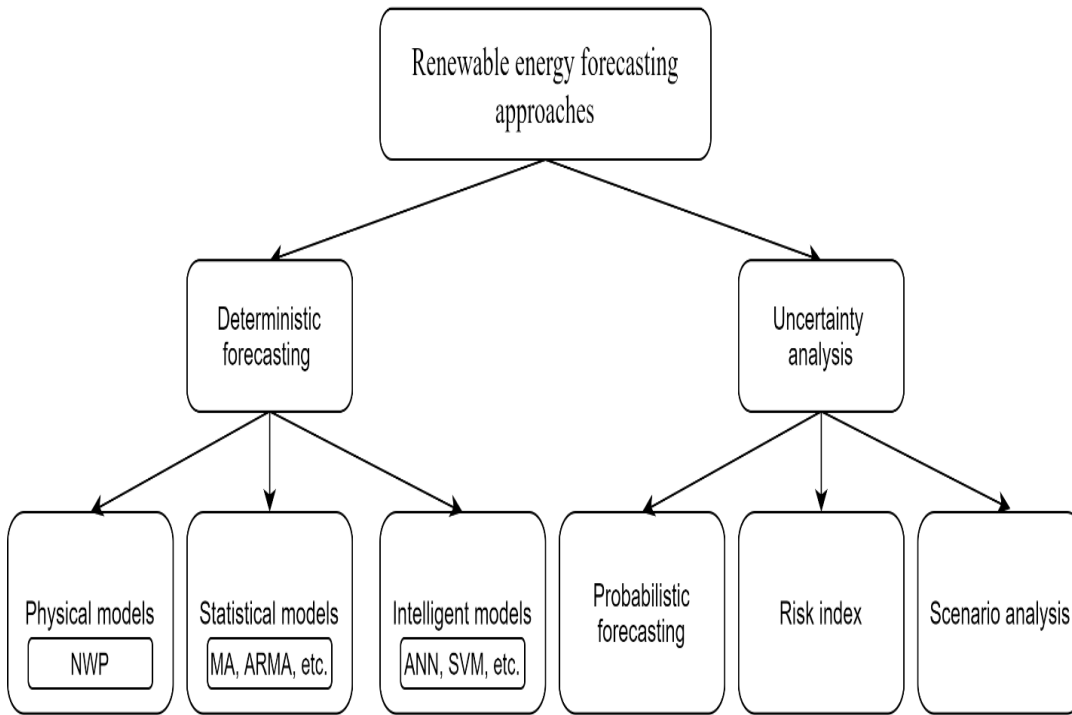 Renewable energy forecasting
approaches
Deterministic
forecasting
Uncertainty
analysis
Physical models
NWP
Statistical models
MA, ARMA, etc.
Intelligent models
ANN, SVM, etc.
Probabilistic
forecasting
Risk index
Scenario analysis